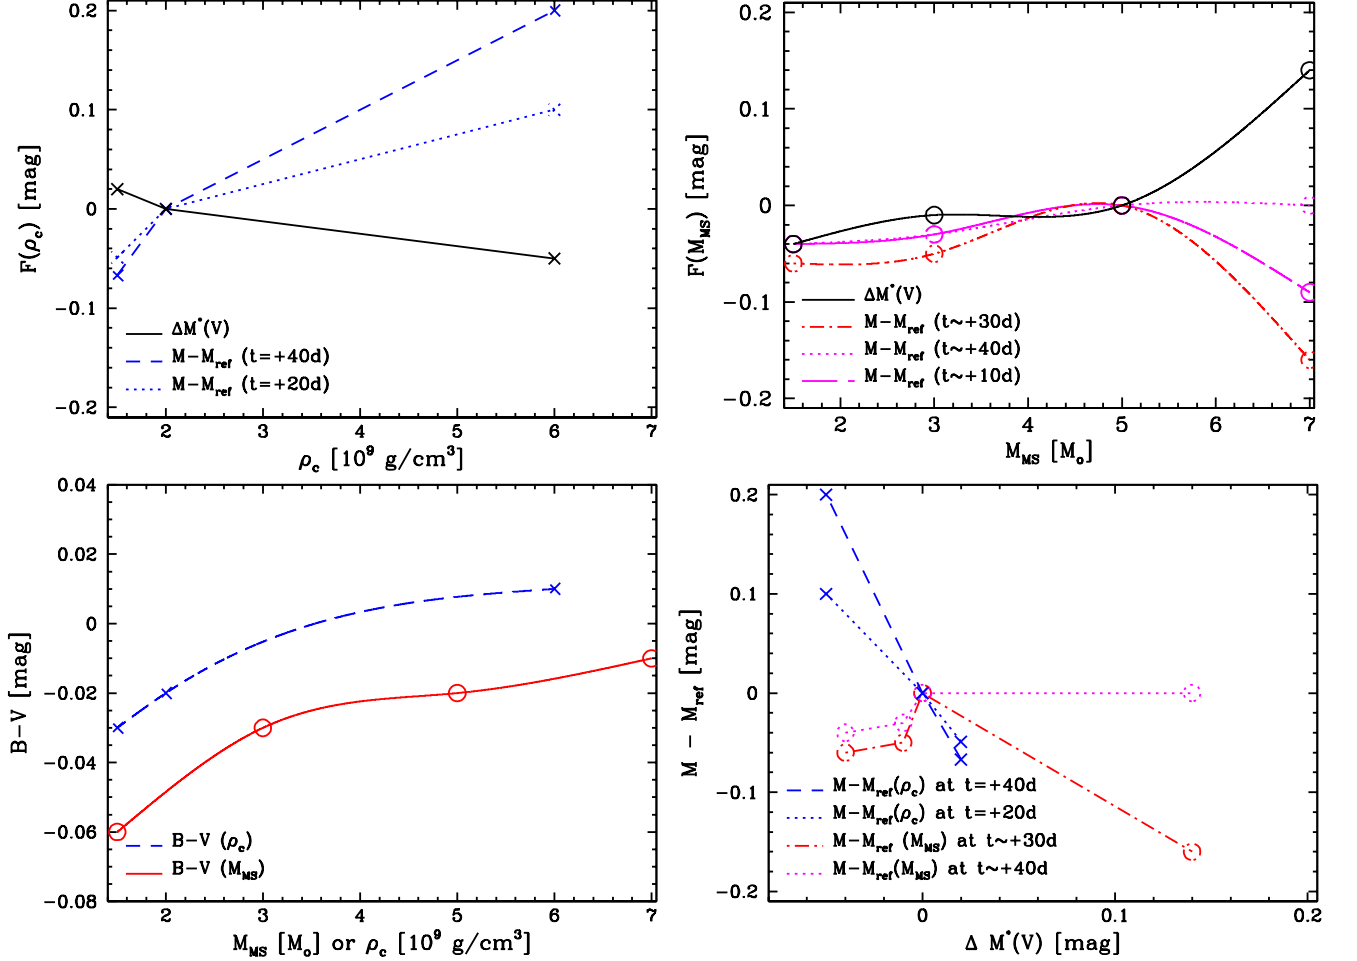 0.2
0.1
0
−0.1
−0.2
F(ρc) [mag]
ΔM*(V)
M−Mref (t=+40d)
M−Mref (t=+20d)
2 3 4 5 6 7
ρc [10⁹ g/cm³]
0.2
0.1
0
−0.1
−0.2
F(MMS) [mag]
ΔM*(V)
M−Mref (t~+30d)
M−Mref (t~+40d)
M−Mref (t~+10d)
2 3 4 5 6 7
MMS [Mo]
0.04
0.02
0
−0.02
−0.04
−0.06
−0.08
B−V [mag]
B−V (ρc)
B−V (MMS)
2 3 4 5 6 7
MMS [Mo] or ρc [10⁹ g/cm³]
0.2
0.1
0
−0.1
−0.2
M − Mref [mag]
M−Mref(ρc) at t=+40d
M−Mref(ρc) at t=+20d
M−Mref (MMS) at t~+30d
M−Mref(MMS) at t~+40d
0 0.1 0.2
Δ M*(V) [mag]